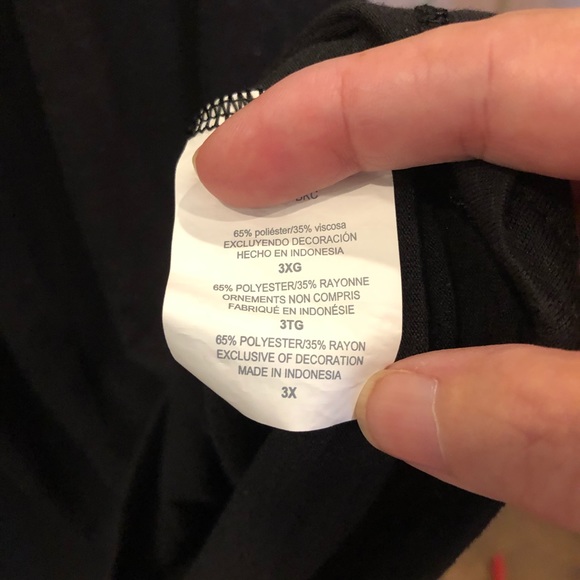 65% poliéster/35% viscosa
EXCLUYENDO DECORACIÓN
HECHO EN INDONESIA
3XG
65% POLYESTER/35% RAYONNE
ORNEMENTS NON COMPRIS
FABRIQUÉ EN INDONÉSIE
3TG
65% POLYESTER/35% RAYON
EXCLUSIVE OF DECORATION
MADE IN INDONESIA
3X